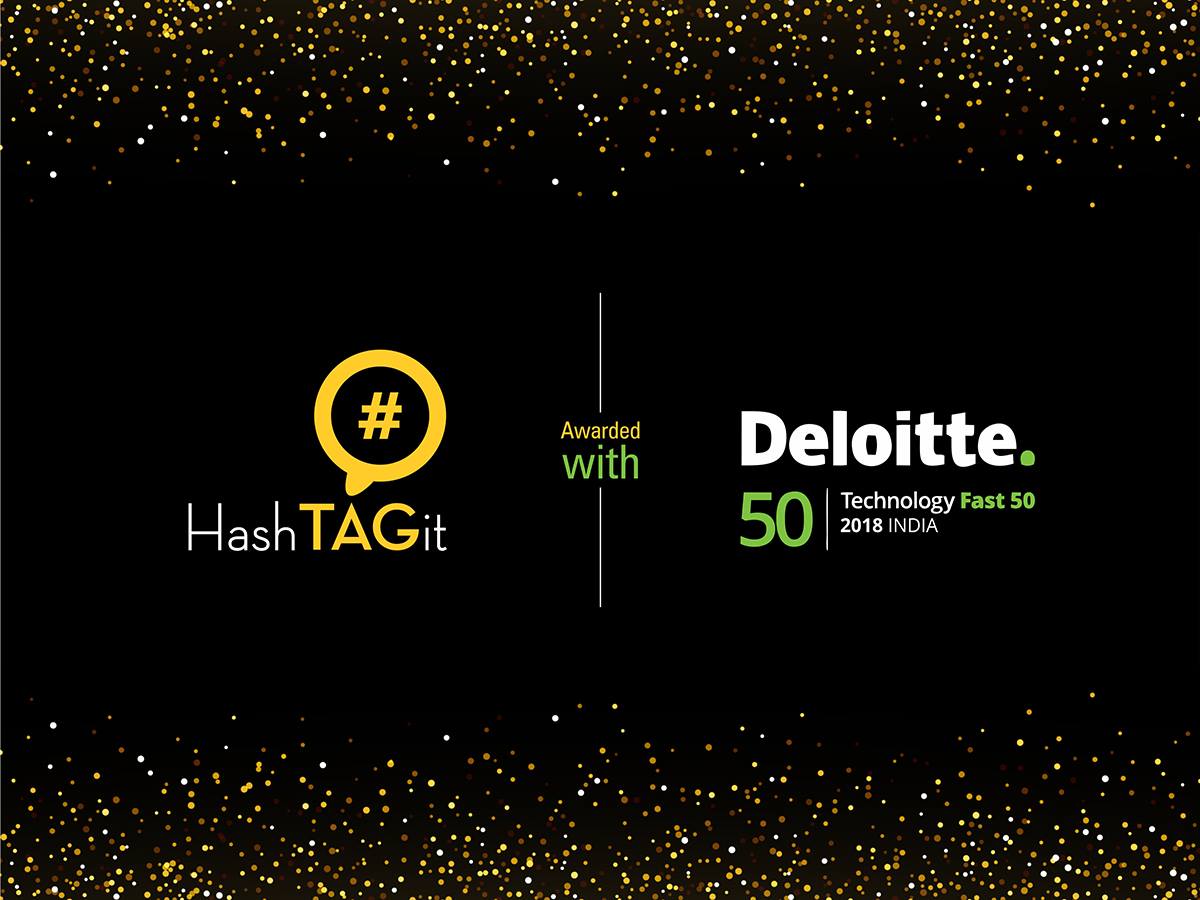 #
HashTAGit
Awarded
with
Deloitte.
50
Technology Fast 50
2018 INDIA